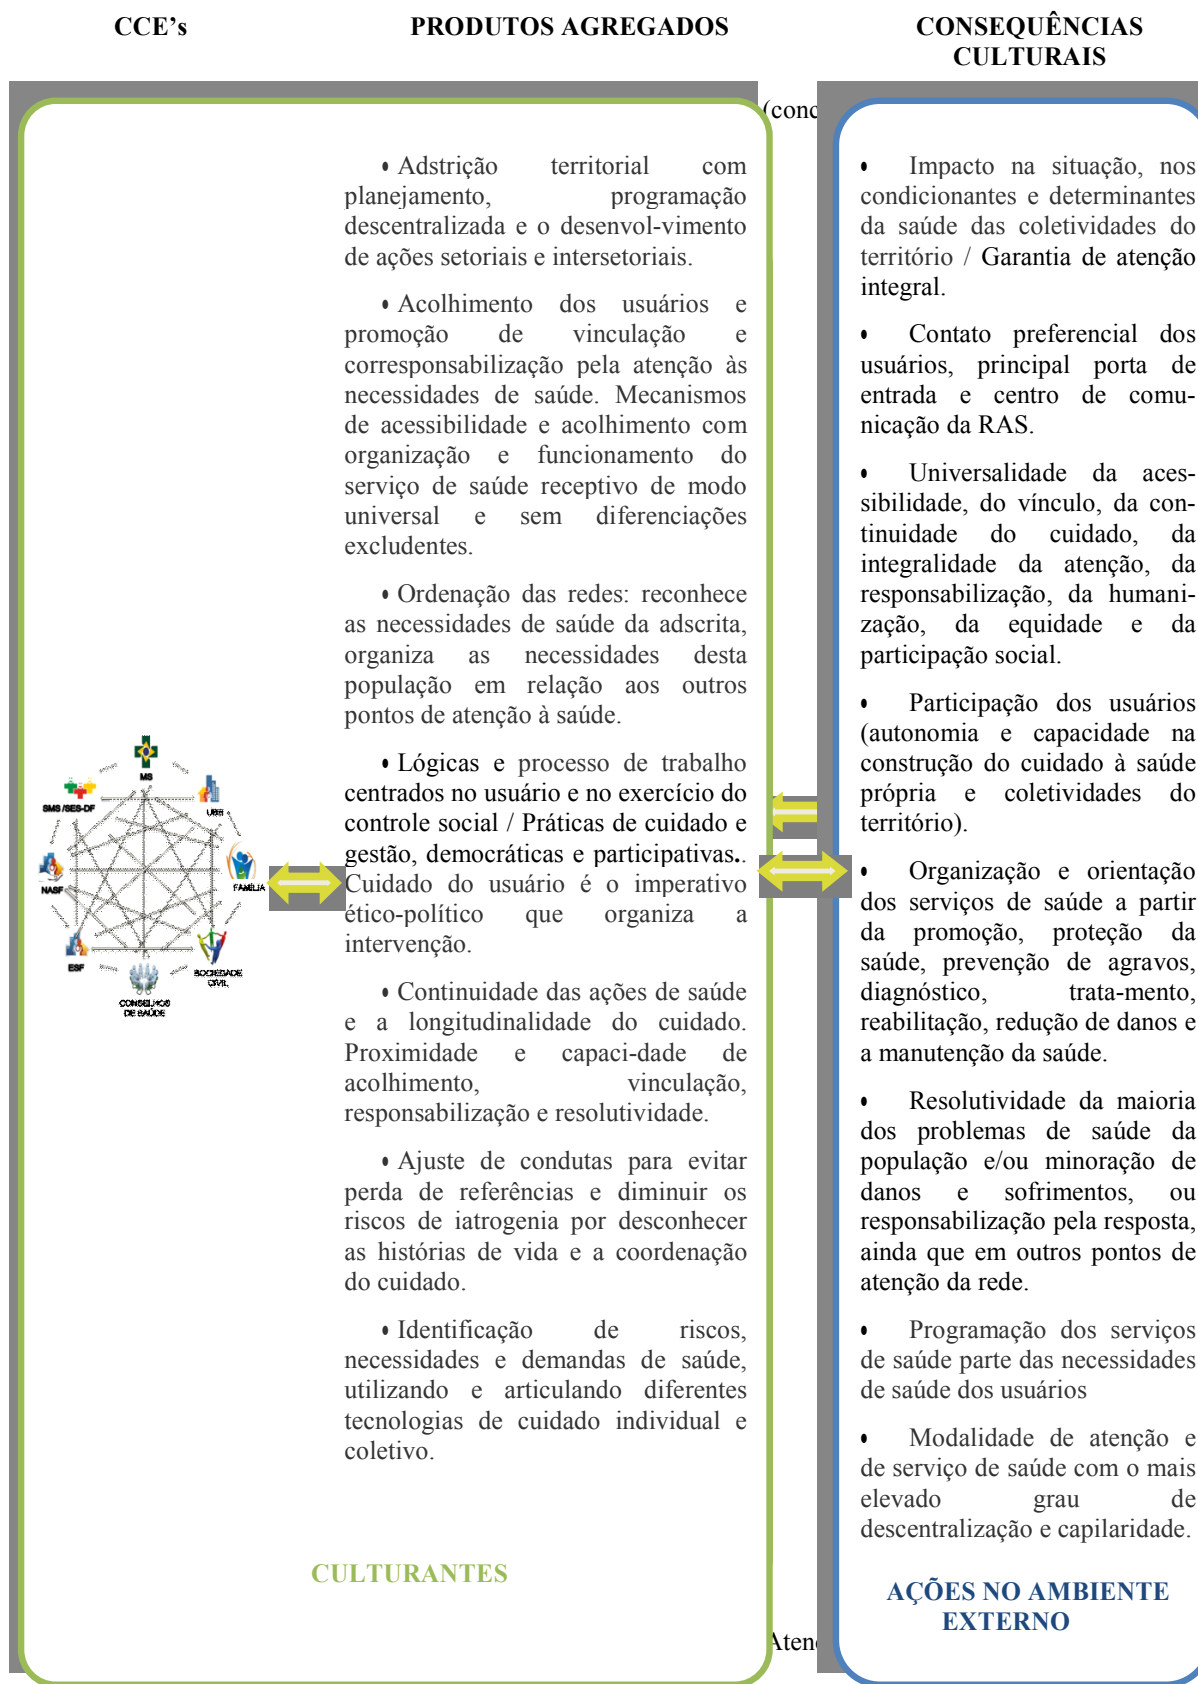 CCE's
PRODUTOS AGREGADOS
CONSEQUÊNCIAS
CULTURAIS
(conc
• Adstrição territorial com
planejamento, programação
descentralizada e o desenvol-vimento
de ações setoriais e intersetoriais.
• Acolhimento dos usuários e
promoção de vinculação e
corresponsabilização pela atenção às
necessidades de saúde. Mecanismos
de acessibilidade e acolhimento com
organização e funcionamento do
serviço de saúde receptivo de modo
universal e sem diferenciações
excludentes.
• Ordenação das redes: reconhece
as necessidades de saúde da adscrita,
organiza as necessidades desta
população em relação aos outros
pontos de atenção à saúde.
• Lógicas e processo de trabalho
centrados no usuário e no exercício do
controle social / Práticas de cuidado e
gestão, democráticas e participativas..
Cuidado do usuário é o imperativo
ético-político que organiza a
intervenção.
• Continuidade das ações de saúde
e a longitudinalidade do cuidado.
Proximidade e capaci-dade de
acolhimento, vinculação,
responsabilização e resolutividade.
• Ajuste de condutas para evitar
perda de referências e diminuir os
riscos de iatrogenia por desconhecer
as histórias de vida e a coordenação
do cuidado.
• Identificação de riscos,
necessidades e demandas de saúde,
utilizando e articulando diferentes
tecnologias de cuidado individual e
coletivo.
MS
SMS /SES-DF
UBS
NASF
FAMÍLIA
ESF
SOCIEDADE
CIVIL
CONSELHOS
DE SAÚDE
CULTURANTES
• Impacto na situação, nos
condicionantes e determinantes
da saúde das coletividades do
território / Garantia de atenção
integral.
• Contato preferencial dos
usuários, principal porta de
entrada e centro de comu-
nicação da RAS.
• Universalidade da aces-
sibilidade, do vínculo, da con-
tinuidade do cuidado, da
integralidade da atenção, da
responsabilização, da humani-
zação, da equidade e da
participação social.
• Participação dos usuários
(autonomia e capacidade na
construção do cuidado à saúde
própria e coletividades do
território).
• Organização e orientação
dos serviços de saúde a partir
da promoção, proteção da
saúde, prevenção de agravos,
diagnóstico, trata-mento,
reabilitação, redução de danos e
a manutenção da saúde.
• Resolutividade da maioria
dos problemas de saúde da
população e/ou minoração de
danos e sofrimentos, ou
responsabilização pela resposta,
ainda que em outros pontos de
atenção da rede.
• Programação dos serviços
de saúde parte das necessidades
de saúde dos usuários
• Modalidade de atenção e
de serviço de saúde com o mais
elevado grau de
descentralização e capilaridade.
AÇÕES NO AMBIENTE
EXTERNO
Aten